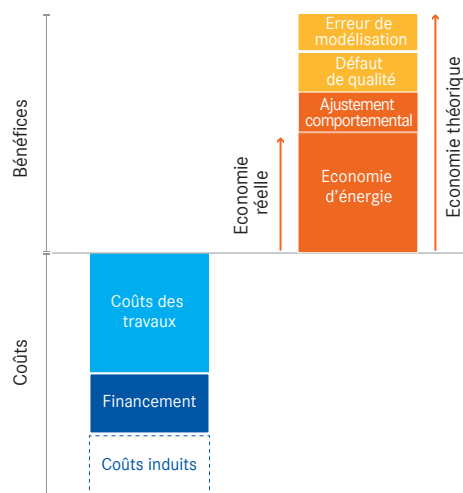 Erreur de
modélisation
Défaut
de qualité
Ajustement
comportemental
Economie
d'énergie
Economie
réelle
Economie théorique
Bénéfices
Coûts
Coûts des
travaux
Financement
Coûts induits